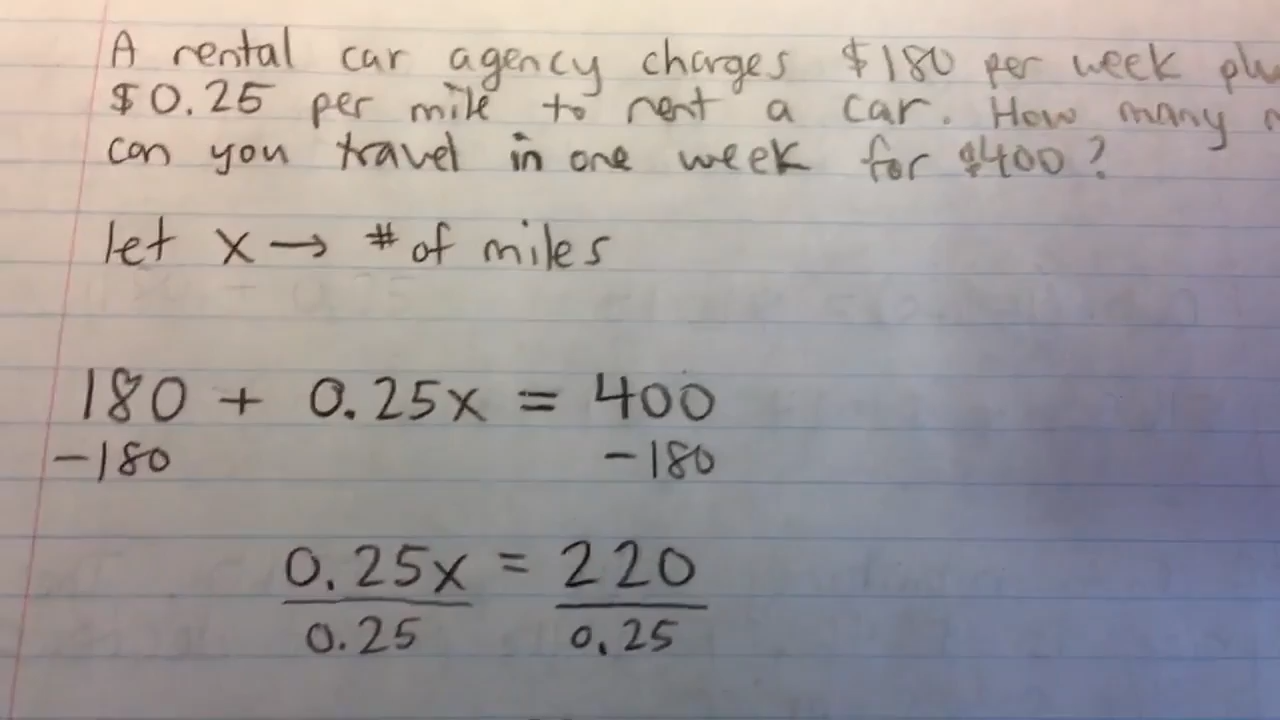 A rental car agency charges $180 per week
$0.25 per mile to rent a car. How many
can you travel in one week for $400?
let x → # of miles
180 + 0.25x = 400
-180 -180
0.25x = 220
0.25 0.25